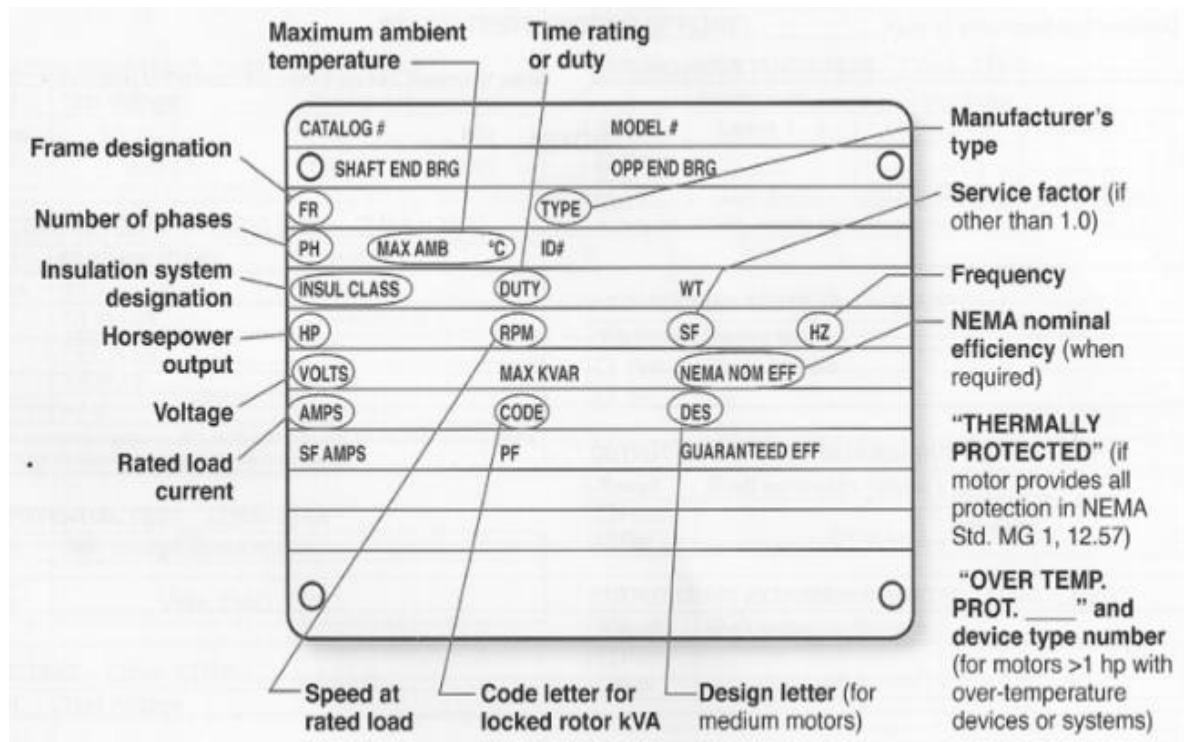 Maximum ambient
temperature
Time rating
or duty
Frame designation
Number of phases
Insulation system
designation
Horsepower
output
Voltage
Rated load
current
CATALOG # MODEL #
SHAFT END BRG OPP END BRG
FR TYPE
PH MAX AMB °C ID#
INSUL CLASS DUTY WT
HP RPM SF HZ
VOLTS MAX KVAR NEMA NOM EFF
AMPS CODE DES
SF AMPS PF GUARANTEED EFF
Manufacturer's
type
Service factor (if
other than 1.0)
Frequency
NEMA nominal
efficiency (when
required)
“THERMALLY
PROTECTED” (if
motor provides all
protection in NEMA
Std. MG 1, 12.57)
“OVER TEMP.
PROT. ____” and
device type number
(for motors >1 hp with
over-temperature
devices or systems)
Speed at
rated load
Code letter for
locked rotor kVA
Design letter (for
medium motors)